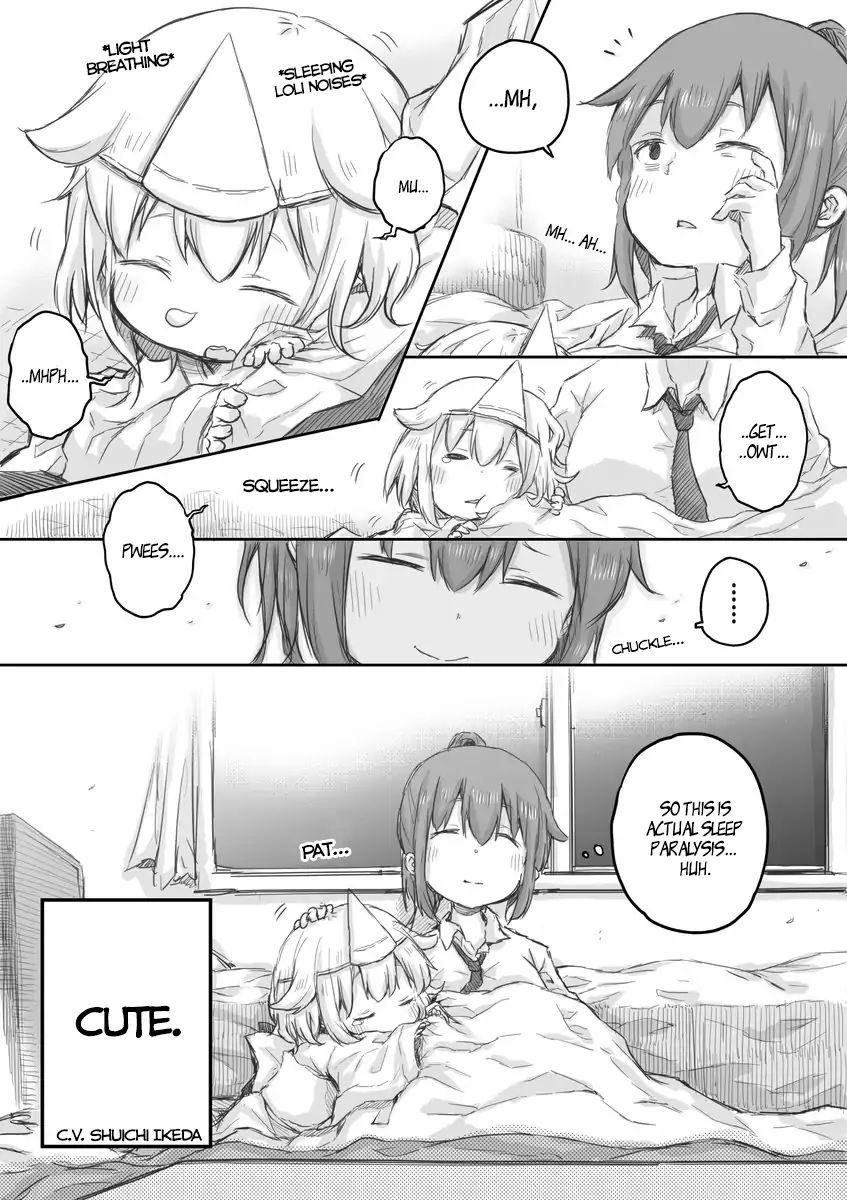 ...MH,
MH... AH...
*LIGHT
BREATHING*
*SLEEPING
LOLI NOISES*
MU...
..MHPH...
..GET....
..OWT...
SQUEEZE...
PWEES....
......
CHUCKLE...
SO THIS IS
ACTUAL SLEEP
PARALYSIS...
HUH.
PAT...
CUTE.
C.V. SHUICHI IKEDA